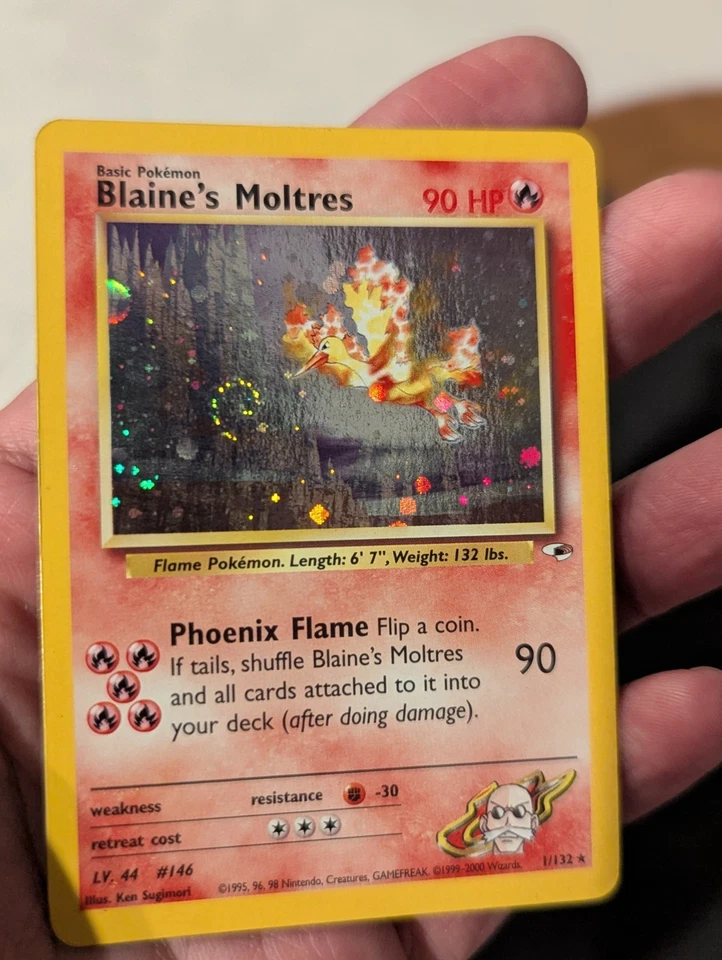 Basic Pokémon
Blaine's Moltres 90 HP
Flame Pokémon. Length: 6' 7", Weight: 132 lbs.
Phoenix Flame Flip a coin.
If tails, shuffle Blaine's Moltres
and all cards attached to it into
your deck (after doing damage).
90
weakness
resistance -30
retreat cost
LV. 44 #146
Illus. Ken Sugimori
©1995, 96, 98 Nintendo, Creatures, GAMEFREAK. ©1999-2000 Wizards.
1/132 ★